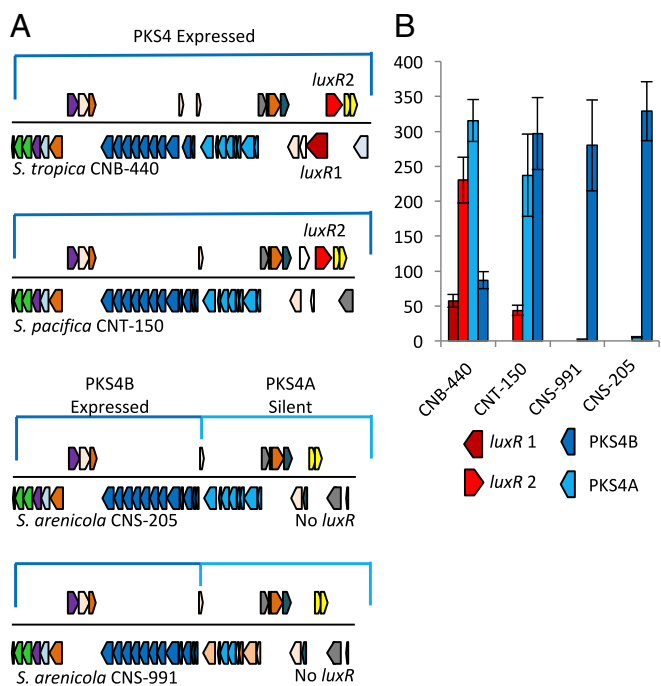 A
PKS4 Expressed
luxR2
S. tropica CNB-440
luxR1
luxR2
S. pacifica CNT-150
PKS4B
Expressed
PKS4A
Silent
S. arenicola CNS-205
No luxR
S. arenicola CNS-991
No luxR
B
400
350
300
250
200
150
100
50
0
CNB-440
CNT-150
CNS-991
CNS-205
luxR 1
PKS4B
luxR 2
PKS4A